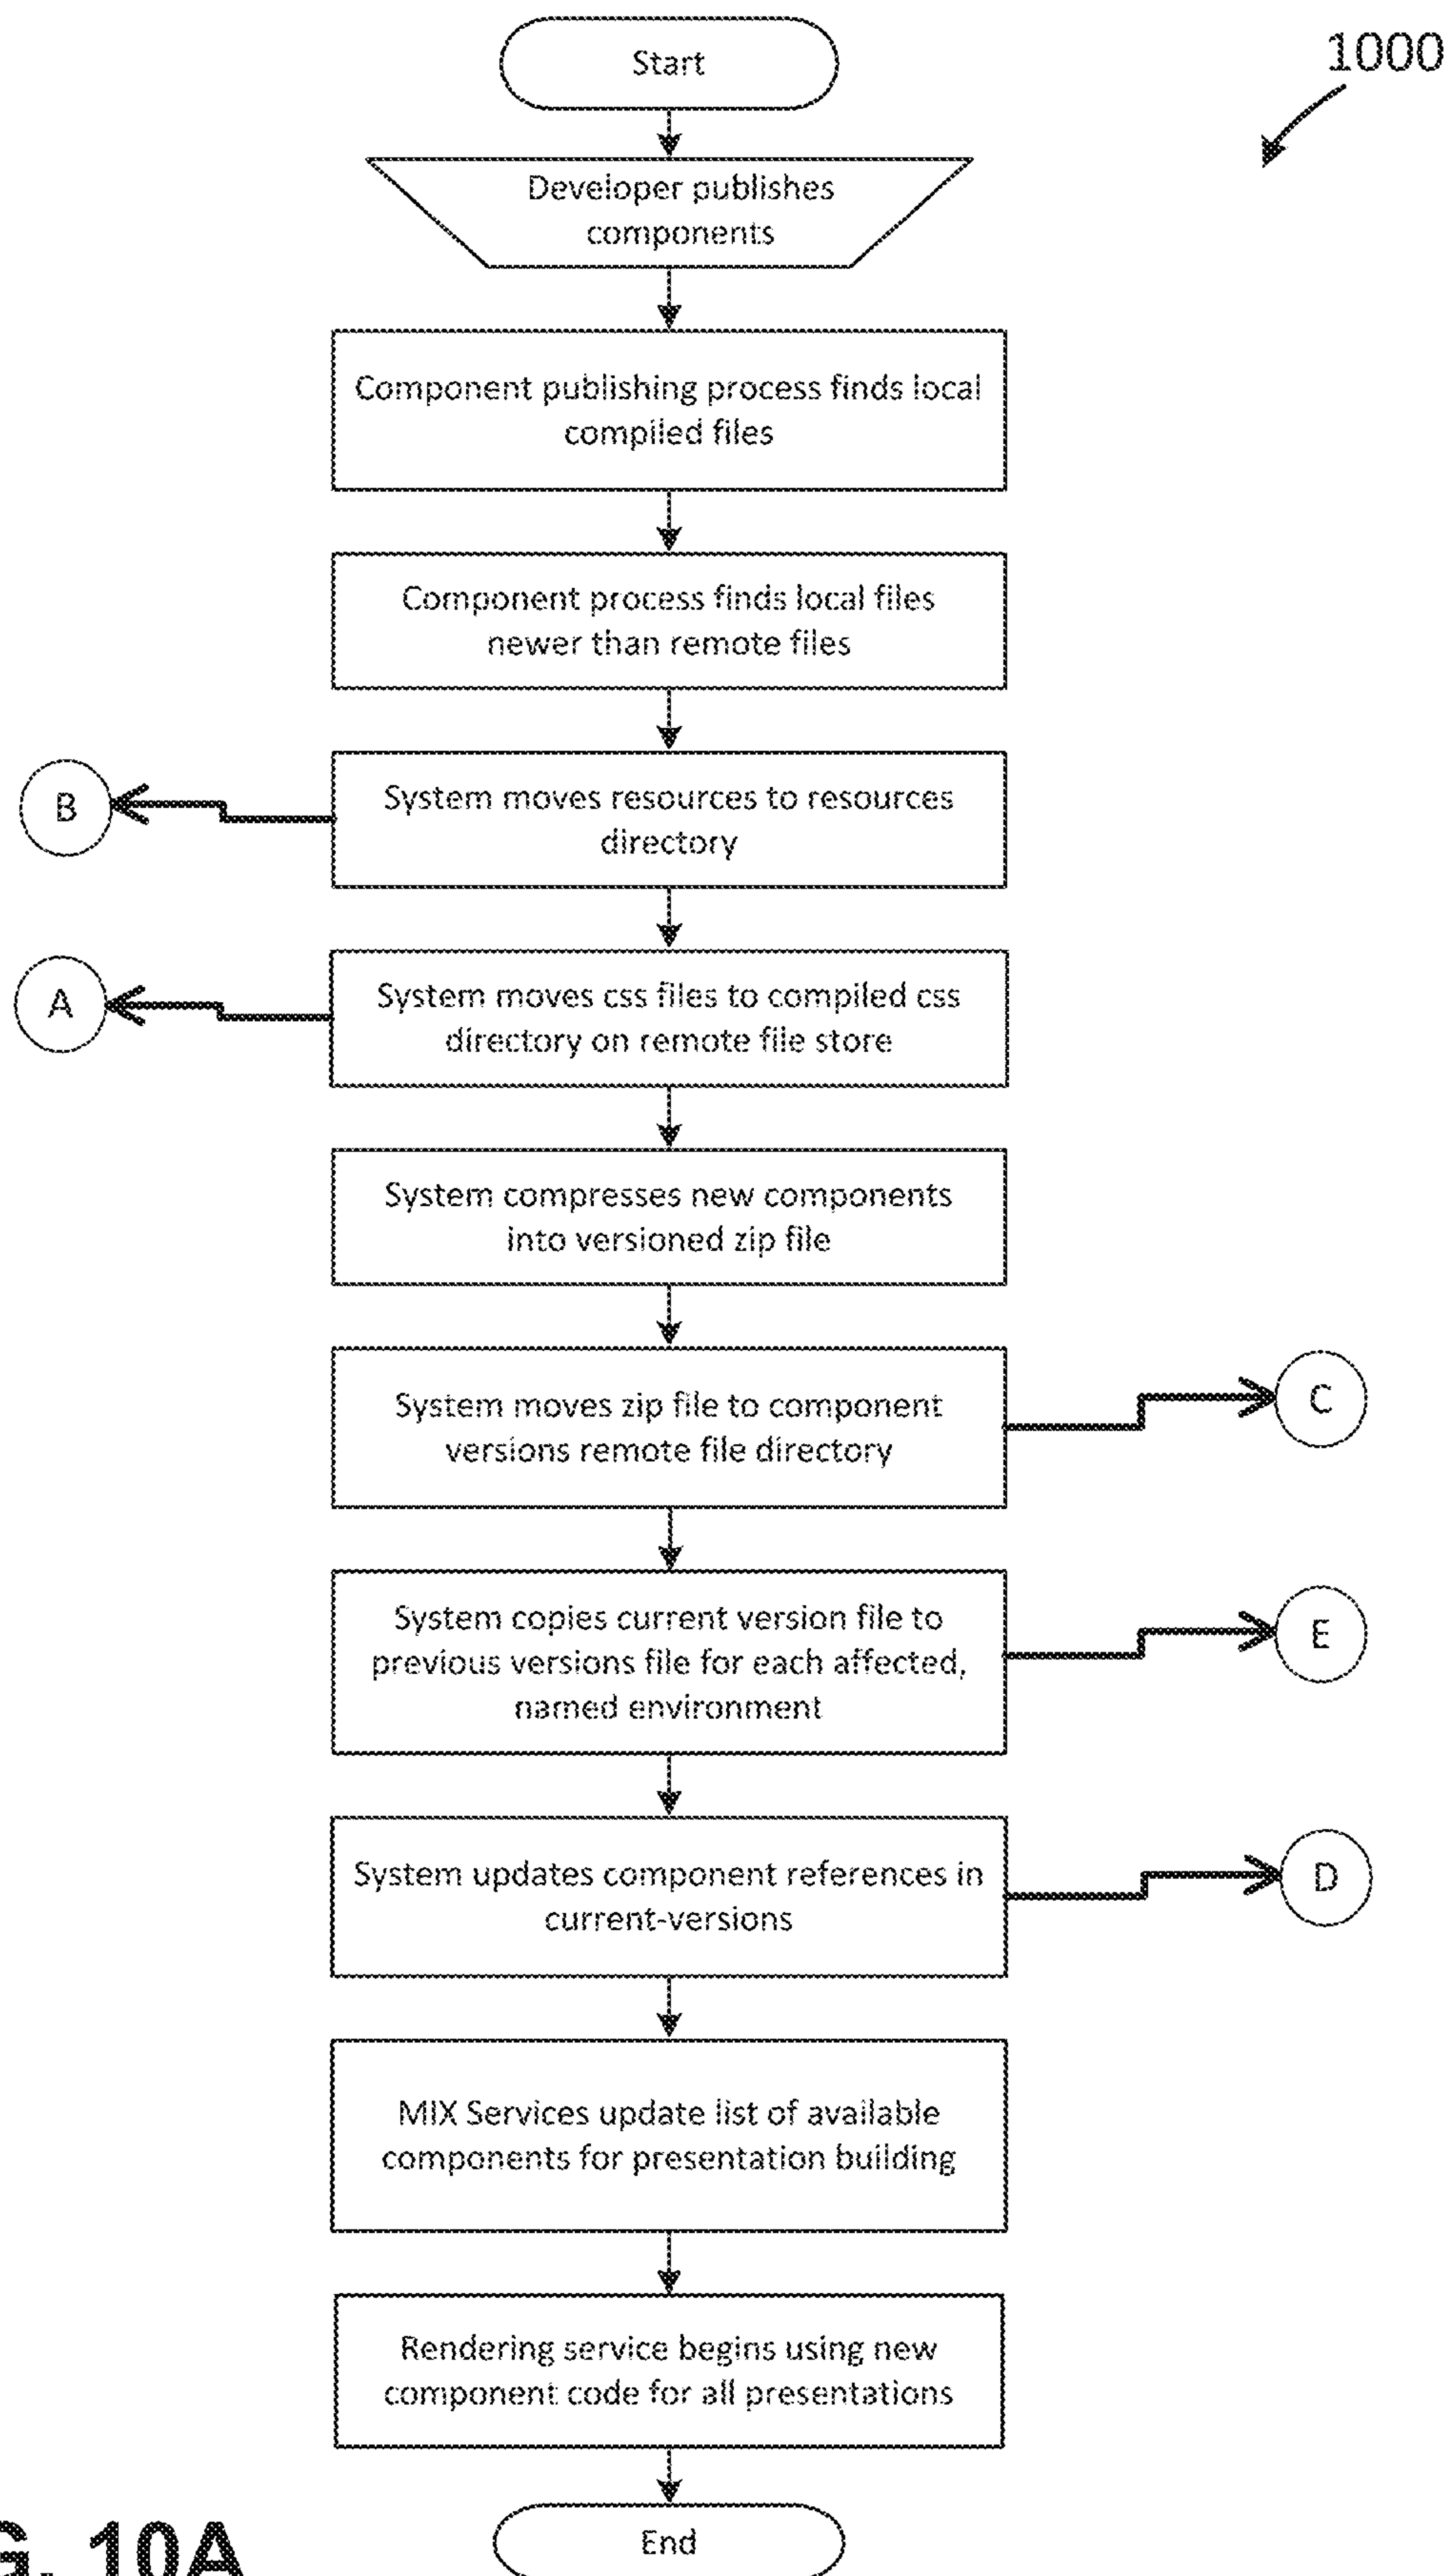 Start
1000
Developer publishes
components
Component publishing process finds local
compiled files
Component process finds local files
newer than remote files
B
System moves resources to resources
directory
A
System moves css files to compiled css
directory on remote file store
System compresses new components
into versioned zip file
System moves zip file to component
versions remote file directory
C
System copies current version file to
previous versions file for each affected,
named environment
E
System updates component references in
current-versions
D
MIX Services update list of available
components for presentation building
Rendering service begins using new
component code for all presentations
End
G. 10A